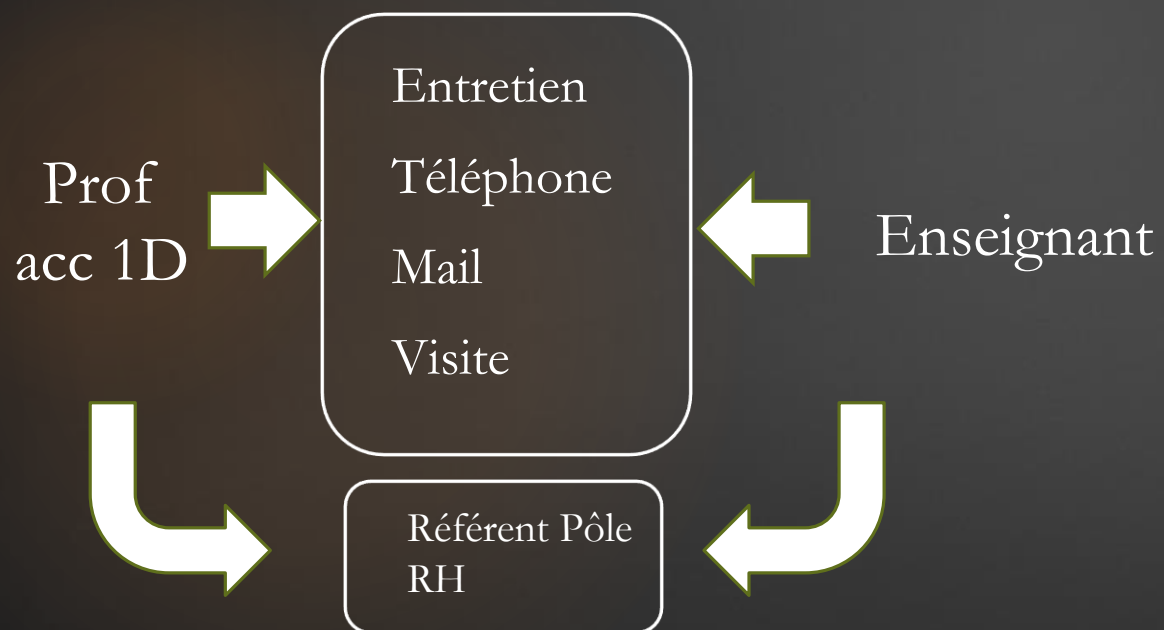 Prof
acc 1D
Entretien
Téléphone
Mail
Visite
Enseignant
Référent Pôle
RH